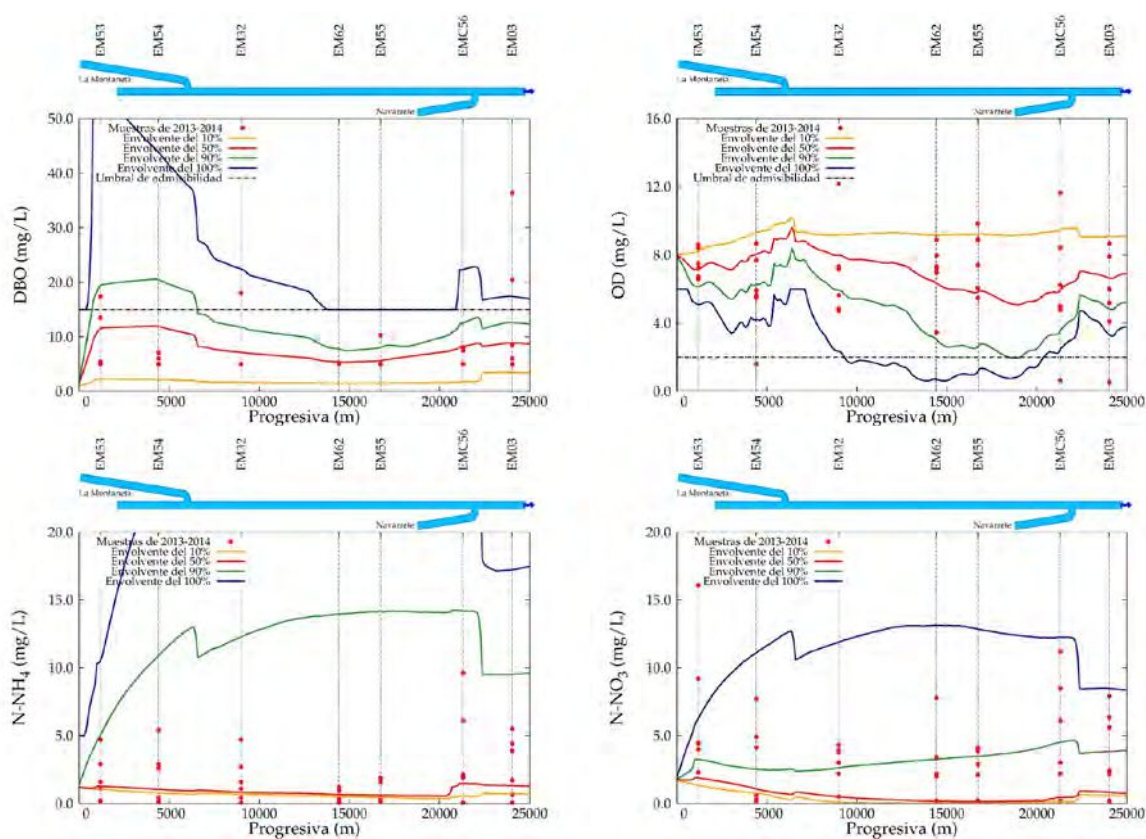 EM53 EM54 EM32 EM62 EM55 EMC56 EM03
La Montaneta
Navarrete
50.0
40.0
30.0
20.0
10.0
0.0
DBO (mg/L)
Muestras de 2013-2014
Envolvente del 10%
Envolvente del 50%
Envolvente del 90%
Envolvente del 100%
Umbral de admisibilidad
0 5000 10000 15000 20000 25000
Progresiva (m)
EM53 EM54 EM32 EM62 EM55 EMC56 EM03
La Montaneta
Navarrete
16.0
12.0
8.0
4.0
0.0
OD (mg/L)
Muestras de 2013-2014
Envolvente del 10%
Envolvente del 50%
Envolvente del 90%
Envolvente del 100%
Umbral de admisibilidad
0 5000 10000 15000 20000 25000
Progresiva (m)
EM53 EM54 EM32 EM62 EM55 EMC56 EM03
La Montaneta
Navarrete
20.0
15.0
10.0
5.0
0.0
N-NH4 (mg/L)
Muestras de 2013-2014
Envolvente del 10%
Envolvente del 50%
Envolvente del 90%
Envolvente del 100%
0 5000 10000 15000 20000 25000
Progresiva (m)
EM53 EM54 EM32 EM62 EM55 EMC56 EM03
La Montaneta
Navarrete
20.0
15.0
10.0
5.0
0.0
N-NO3 (mg/L)
Muestras de 2013-2014
Envolvente del 10%
Envolvente del 50%
Envolvente del 90%
Envolvente del 100%
0 5000 10000 15000 20000 25000
Progresiva (m)